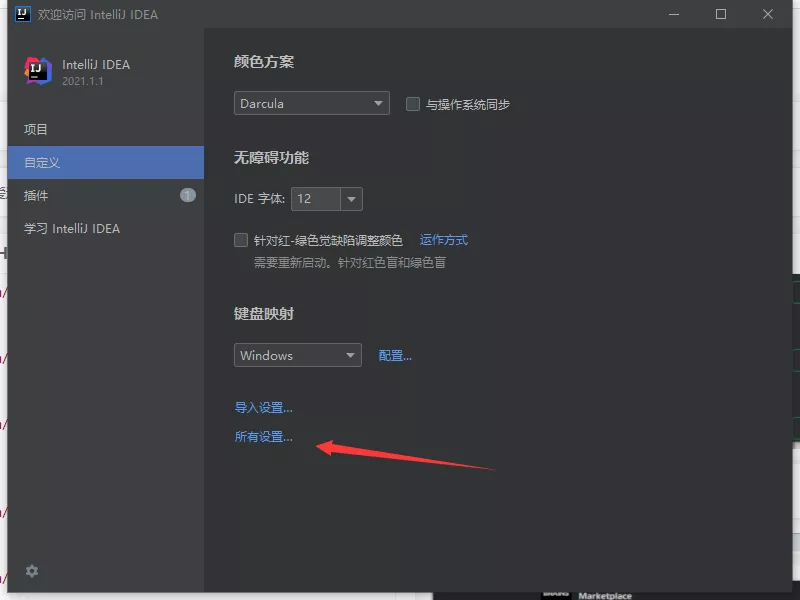 欢迎访问 IntelliJ IDEA
IntelliJ IDEA
2021.1.1
项目
自定义
插件
1
学习 IntelliJ IDEA
颜色方案
Darcula
与操作系统同步
无障碍功能
IDE 字体:
12
针对红-绿色觉缺陷调整颜色
运作方式
需要重新启动。针对红色盲和绿色盲
键盘映射
Windows
配置...
导入设置...
所有设置...
Marketplace